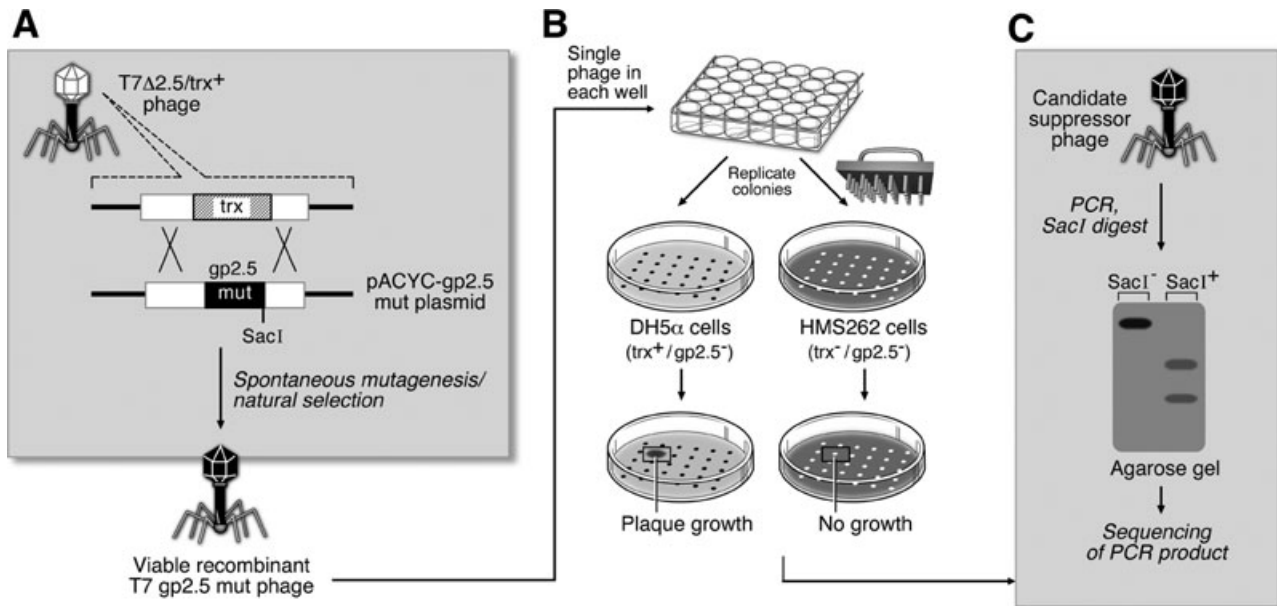 A
T7Δ2.5/trx⁺
phage
trx
gp2.5
mut
SacI
pACYC-gp2.5
mut plasmid
Spontaneous mutagenesis/
natural selection
Viable recombinant
T7 gp2.5 mut phage
B
Single
phage in
each well
Replicate
colonies
DH5α cells
(trx⁺/gp2.5⁻)
HMS262 cells
(trx⁻/gp2.5⁻)
Plaque growth
No growth
C
Candidate
suppressor
phage
PCR,
SacI digest
SacI⁻ SacI⁺
Agarose gel
Sequencing
of PCR product